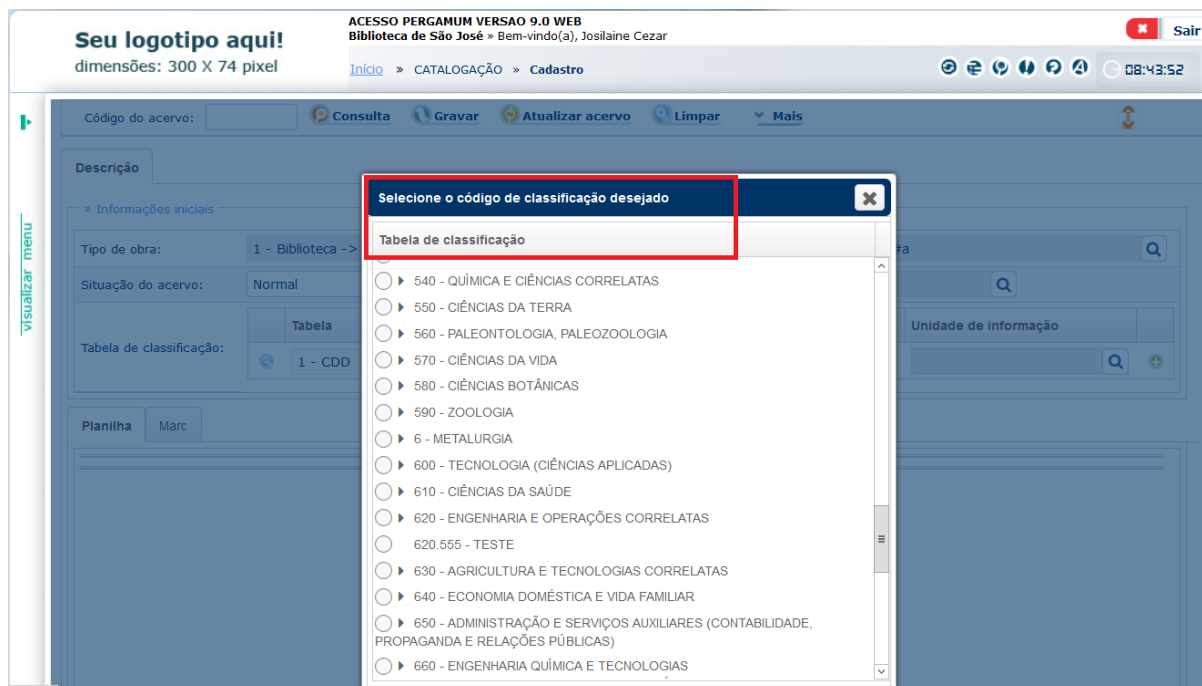 ACESSO PERGAMUM VERSAO 9.0 WEB
Biblioteca de São José » Bem-vindo(a), Josilaine Cezar
Sair
Seu logotipo aqui!
dimensões: 300 X 74 pixel
Início » CATALOGAÇÃO » Cadastro
08:43:52
Código do acervo:
Consulta
Gravar
Atualizar acervo
Limpar
Mais
Descrição
» Informações iniciais
visualizar menu
Tipo de obra:
1 - Biblioteca ->
#a
Situação do acervo:
Normal
Tabela
Unidade de informação
Tabela de classificação:
1 - CDD
Planilha
Marc
Selecione o código de classificação desejado
Tabela de classificação
540 - QUÍMICA E CIÊNCIAS CORRELATAS
550 - CIÊNCIAS DA TERRA
560 - PALEONTOLOGIA, PALEOZOOLOGIA
570 - CIÊNCIAS DA VIDA
580 - CIÊNCIAS BOTÂNICAS
590 - ZOOLOGIA
6 - METALURGIA
600 - TECNOLOGIA (CIÊNCIAS APLICADAS)
610 - CIÊNCIAS DA SAÚDE
620 - ENGENHARIA E OPERAÇÕES CORRELATAS
620.555 - TESTE
630 - AGRICULTURA E TECNOLOGIAS CORRELATAS
640 - ECONOMIA DOMÉSTICA E VIDA FAMILIAR
650 - ADMINISTRAÇÃO E SERVIÇOS AUXILIARES (CONTABILIDADE,
PROPAGANDA E RELAÇÕES PÚBLICAS)
660 - ENGENHARIA QUÍMICA E TECNOLOGIAS